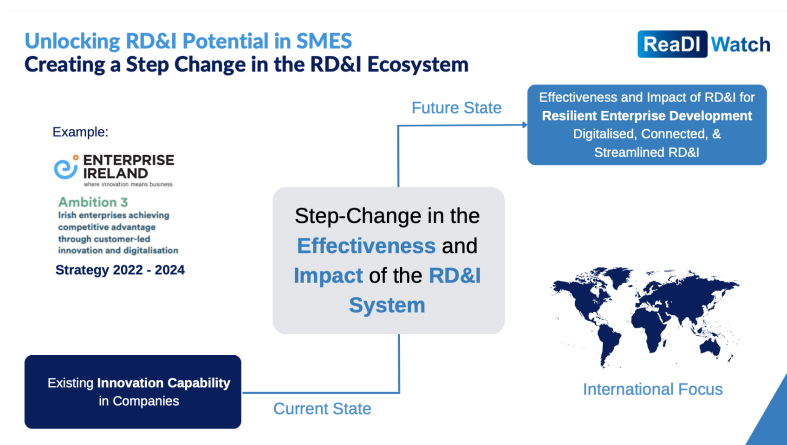 Unlocking RD&I Potential in SMES
Creating a Step Change in the RD&I Ecosystem
ReaDI Watch
Example:
ENTERPRISE
IRELAND
where innovation means business
Ambition 3
Irish enterprises achieving
competitive advantage
through customer-led
innovation and digitalisation
Strategy 2022 - 2024
Future State
Effectiveness and Impact of RD&I for
Resilient Enterprise Development
Digitalised, Connected, &
Streamlined RD&I
Step-Change in the
Effectiveness and
Impact of the RD&I
System
Existing Innovation Capability
in Companies
Current State
International Focus